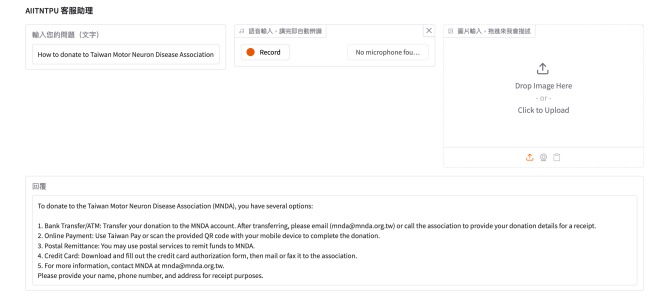 AIITNTPU 客服助理
輸入您的問題（文字）
How to donate to Taiwan Motor Neuron Disease Association
語音輸入，講完即自動辨識
Record
No microphone fou...
圖片輸入，拖進來我會描述
Drop Image Here
- or -
Click to Upload
回覆
To donate to the Taiwan Motor Neuron Disease Association (MNDA), you have several options:
1. Bank Transfer/ATM: Transfer your donation to the MNDA account. After transferring, please email (mnda@mnda.org.tw) or call the association to provide your donation details for a receipt.
2. Online Payment: Use Taiwan Pay or scan the provided QR code with your mobile device to complete the donation.
3. Postal Remittance: You may use postal services to remit funds to MNDA.
4. Credit Card: Download and fill out the credit card authorization form, then mail or fax it to the association.
5. For more information, contact MNDA at mnda@mnda.org.tw.
Please provide your name, phone number, and address for receipt purposes.